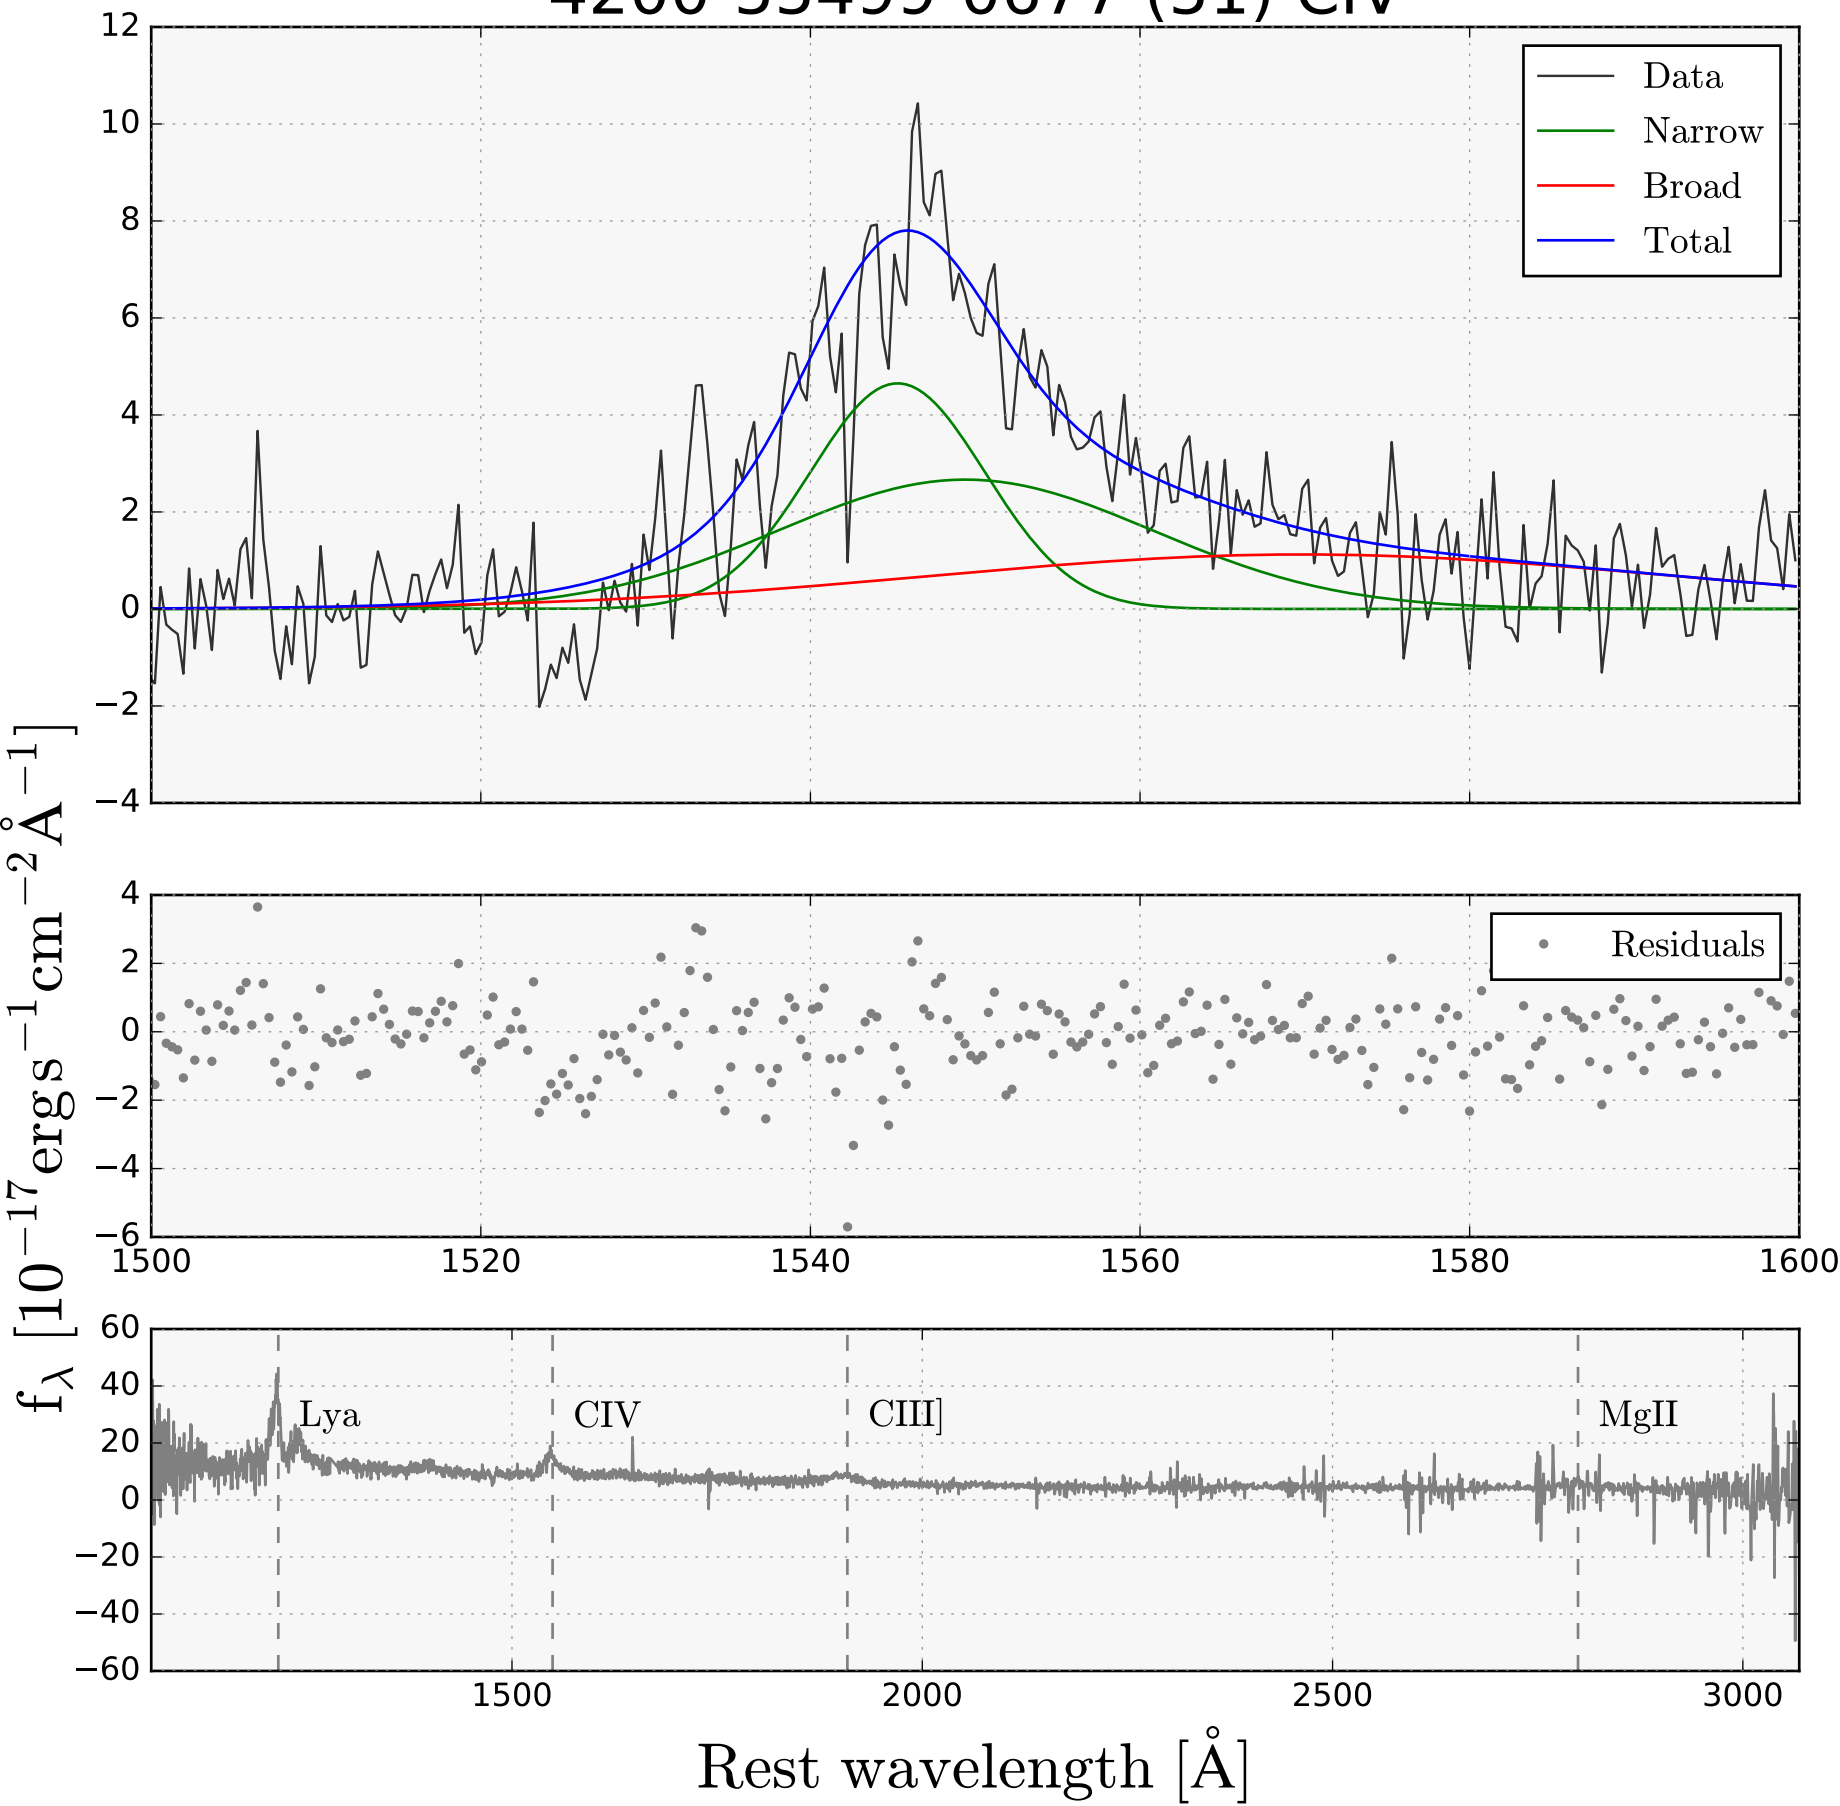 12
10
8
6
4
2
0
−2
−4
Data
Narrow
Broad
Total
4
2
0
−2
−4
−6
Residuals
1500 1520 1540 1560 1580 1600
60
40
20
0
−20
−40
−60
Lya CIV CIII] MgII
1500 2000 2500 3000
Rest wavelength [Å]
f_λ [10^−17 erg s^−1 cm^−2 Å^−1]